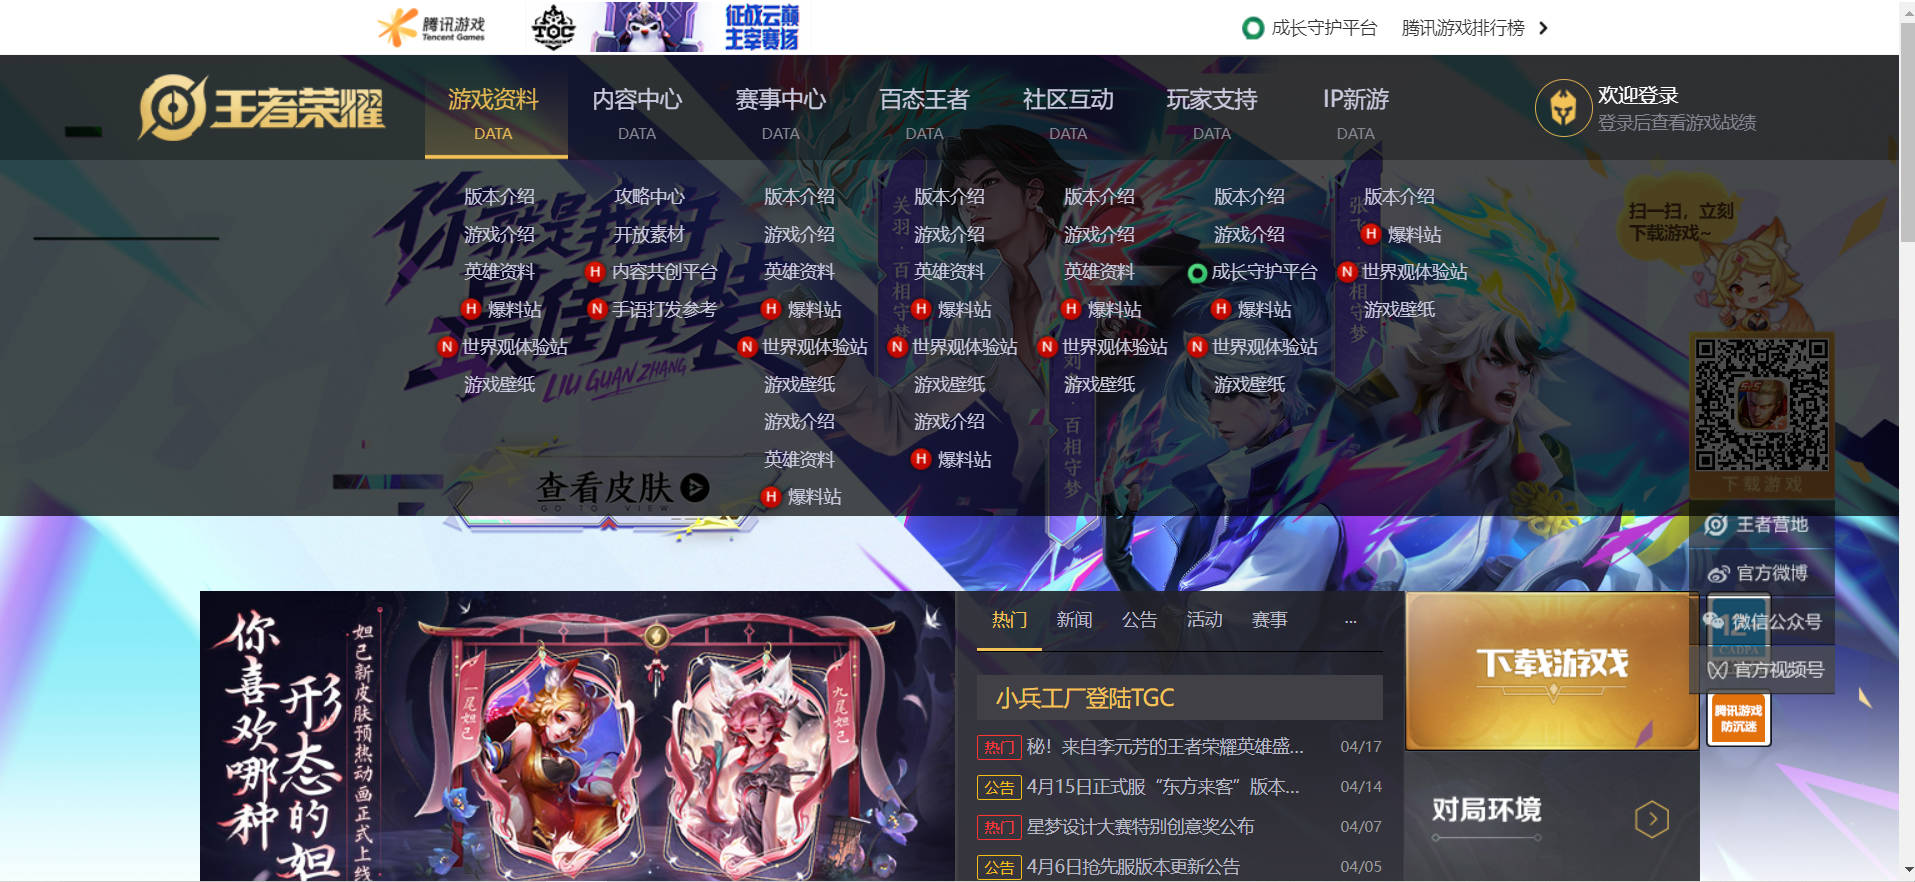 腾讯游戏
Tencent Games
TOC
征战云巅
主宰赛场
成长守护平台
腾讯游戏排行榜
王者荣耀
游戏资料
DATA
内容中心
DATA
赛事中心
DATA
百态王者
DATA
社区互动
DATA
玩家支持
DATA
IP新游
DATA
欢迎登录
登录后查看游戏战绩
版本介绍
游戏介绍
英雄资料
H 爆料站
N 世界观体验站
游戏壁纸
攻略中心
开放素材
H 内容共创平台
N 手语打发参考
版本介绍
游戏介绍
英雄资料
H 爆料站
N 世界观体验站
游戏壁纸
游戏介绍
英雄资料
H 爆料站
版本介绍
游戏介绍
英雄资料
H 爆料站
N 世界观体验站
游戏壁纸
游戏介绍
H 爆料站
版本介绍
游戏介绍
英雄资料
H 爆料站
N 世界观体验站
游戏壁纸
版本介绍
游戏介绍
成长守护平台
H 爆料站
N 世界观体验站
游戏壁纸
版本介绍
H 爆料站
N 世界观体验站
游戏壁纸
LIU GUAN ZHANG
关羽·百相守梦
百相守梦
查看皮肤
GO TO VIEW
扫一扫，立刻
下载游戏~
下载游戏
王者营地
官方微博
微信公众号
官方视频号
12+
CADPA
腾讯游戏
防沉迷
你喜欢哪种
形态的妲
妲己新皮肤预热动画正式上线
一尾妲己
九尾妲己
热门
新闻
公告
活动
赛事
...
小兵工厂登陆TGC
热门 秘！来自李元芳的王者荣耀英雄盛... 04/17
公告 4月15日正式服“东方来客”版本... 04/14
热门 星梦设计大赛特别创意奖公布 04/07
公告 4月6日抢先服版本更新公告 04/05
下载游戏
对局环境